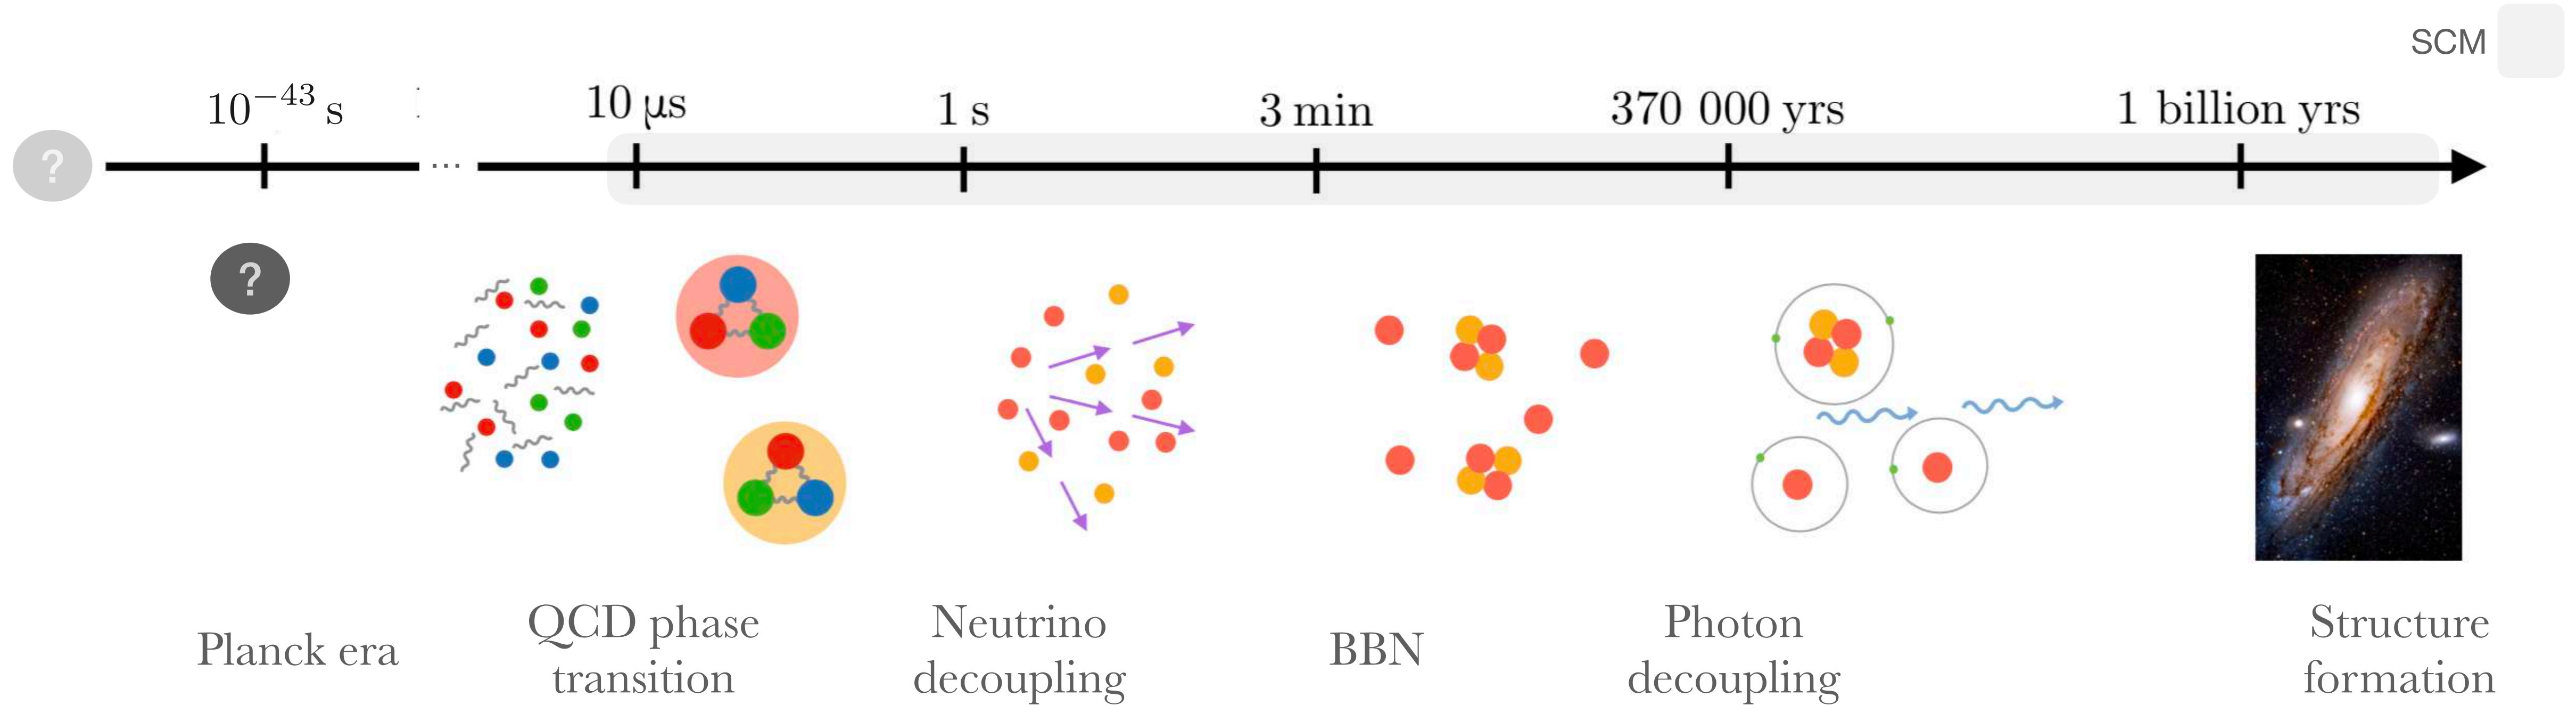 SCM
10⁻⁴³ s
10 μs
1 s
3 min
370 000 yrs
1 billion yrs
?
...
?
Planck era
QCD phase
transition
Neutrino
decoupling
BBN
Photon
decoupling
Structure
formation